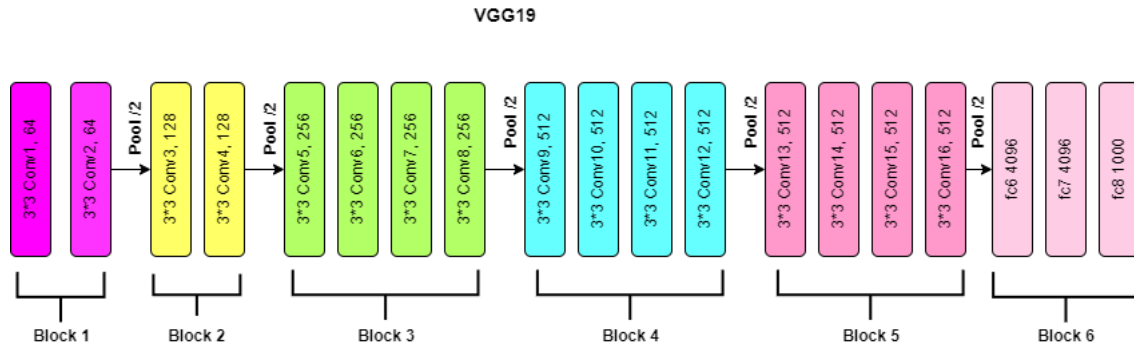 VGG19
3*3 Conv1, 64
3*3 Conv2, 64
Pool /2
3*3 Conv3, 128
3*3 Conv4, 128
Pool /2
3*3 Conv5, 256
3*3 Conv6, 256
3*3 Conv7, 256
3*3 Conv8, 256
Pool /2
3*3 Conv9, 512
3*3 Conv10, 512
3*3 Conv11, 512
3*3 Conv12, 512
Pool /2
3*3 Conv13, 512
3*3 Conv14, 512
3*3 Conv15, 512
3*3 Conv16, 512
Pool /2
fc6 4096
fc7 4096
fc8 1000
Block 1
Block 2
Block 3
Block 4
Block 5
Block 6